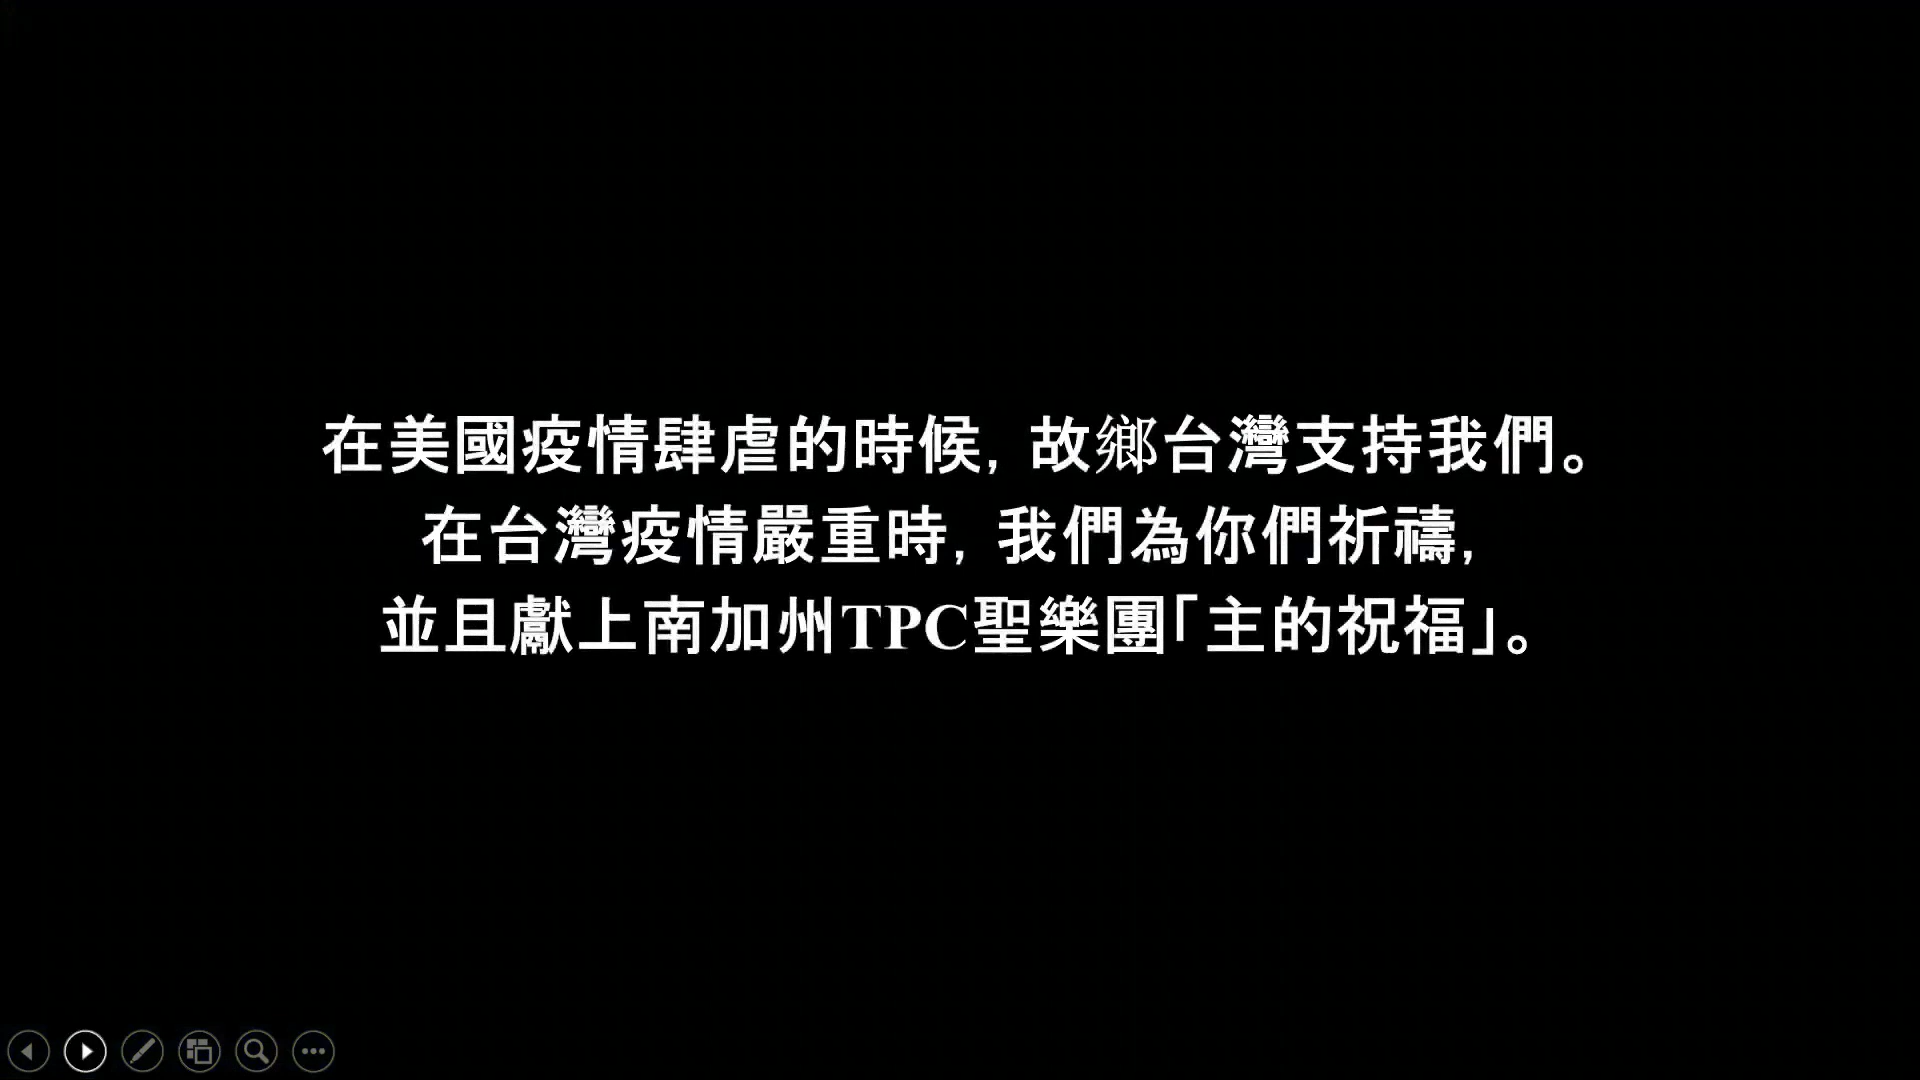 在美國疫情肆虐的時候, 故鄉台灣支持我們。
在台灣疫情嚴重時, 我們為你們祈禱,
並且獻上南加州TPC聖樂團「主的祝福」。